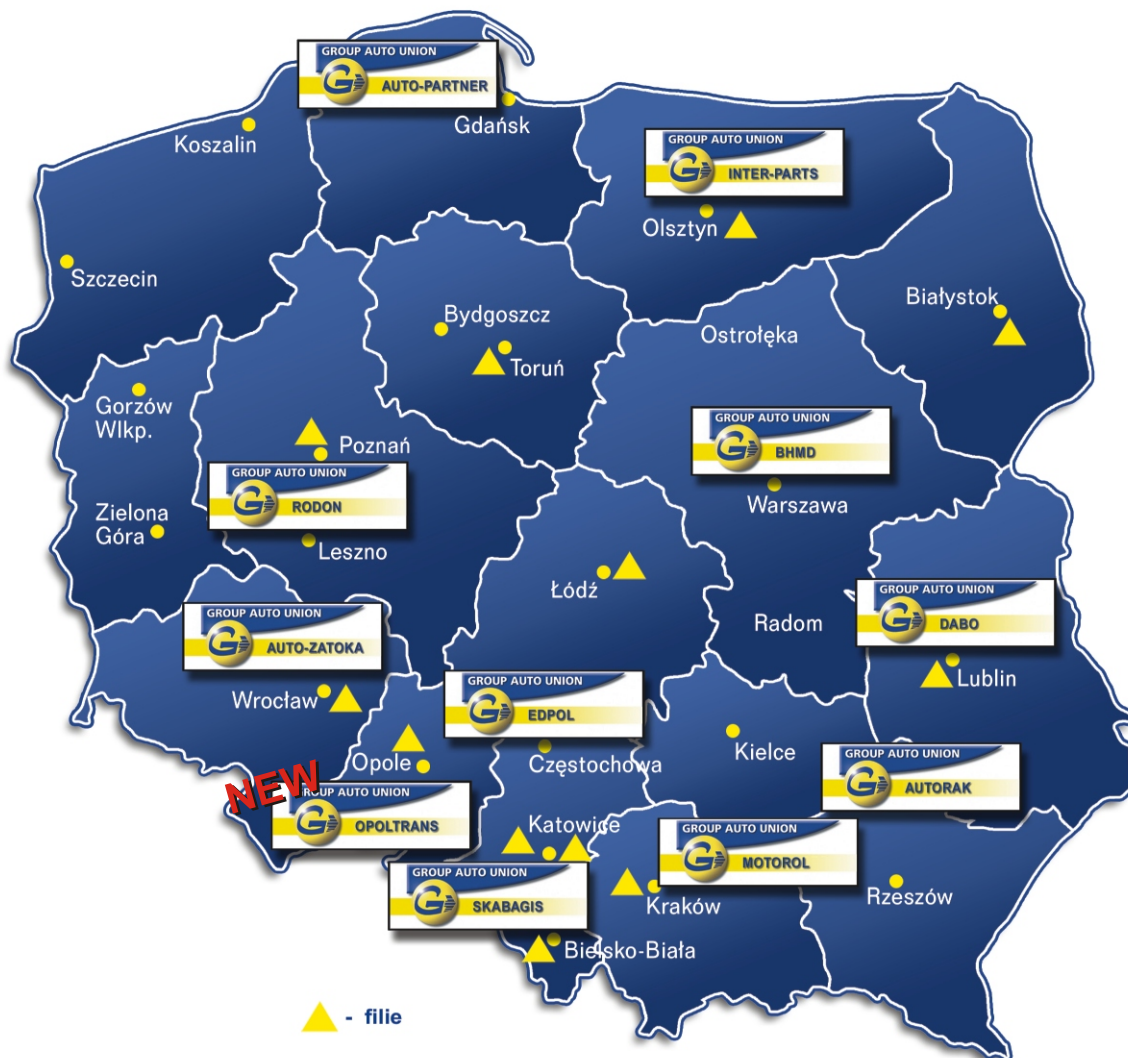 GROUP AUTO UNION
AUTO-PARTNER
Gdańsk
Koszalin
GROUP AUTO UNION
INTER-PARTS
Olsztyn
Szczecin
Białystok
Bydgoszcz
Toruń
Ostrołęka
Gorzów
Wlkp.
Poznań
GROUP AUTO UNION
BHMD
Warszawa
GROUP AUTO UNION
RODON
Zielona
Góra
Leszno
Łódź
GROUP AUTO UNION
DABO
Radom
Lublin
GROUP AUTO UNION
AUTO-ZATOKA
Wrocław
GROUP AUTO UNION
EDPOL
Częstochowa
Kielce
Opole
NEW
GROUP AUTO UNION
OPOLTRANS
GROUP AUTO UNION
AUTORAK
Katowice
GROUP AUTO UNION
MOTOROL
GROUP AUTO UNION
SKABAGIS
Kraków
Rzeszów
Bielsko-Biała
- filie